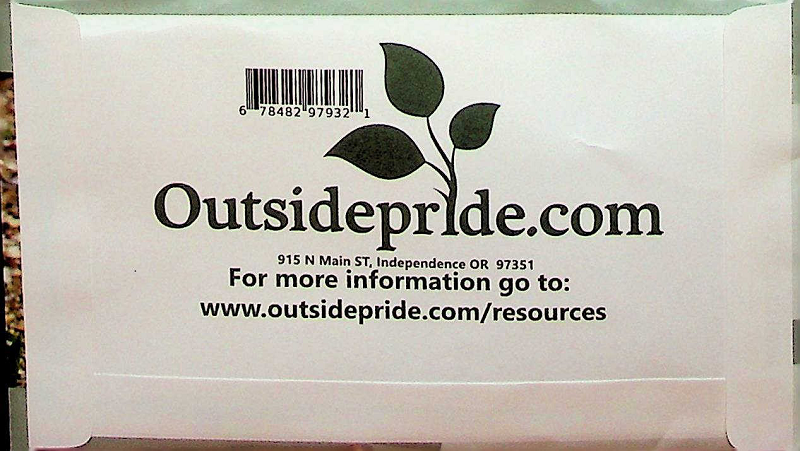 6 78482 97932 1
Outsidepride.com
915 N Main ST, Independence OR 97351
For more information go to:
www.outsidepride.com/resources